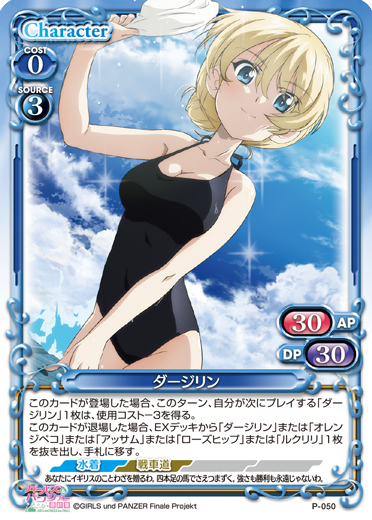 Character
COST
0
SOURCE
3
30 AP
DP 30
ダージリン
このカードが登場した場合、このターン、自分が次にプレイする「ダー
ジリン」1枚は、使用コスト−3を得る。
このカードが退場した場合、EXデッキから「ダージリン」または「オレン
ジペコ」または「アッサム」または「ローズヒップ」または「ルクリリ」1枚
を抜き出し、手札に移す。
水着 戦車道
あなたにイギリスのことわざを贈るわ、四本足の馬でさえつまずく、強さも勝利も永遠じゃないわ。
©GIRLS und PANZER Finale Projekt
P-050